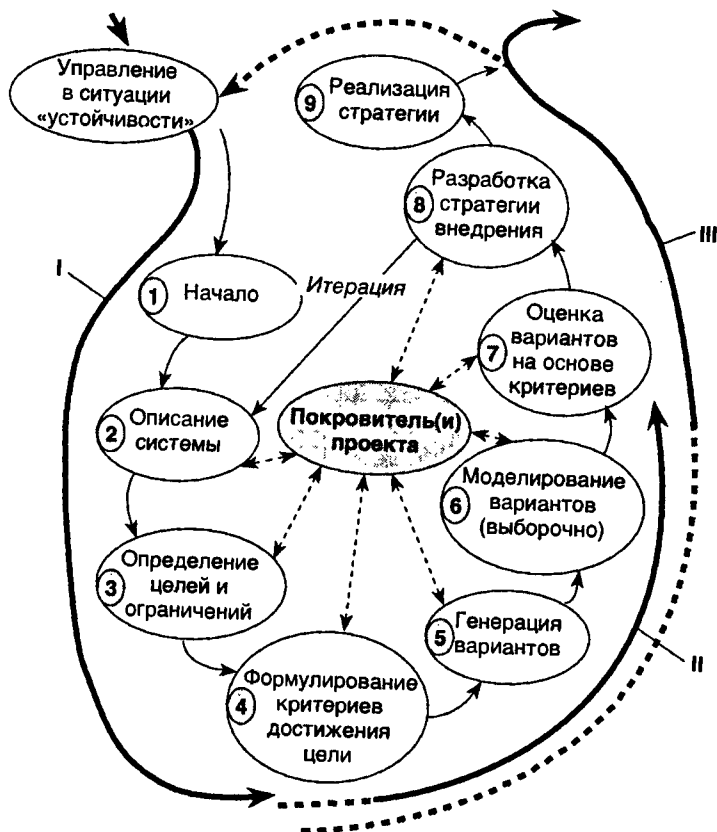 Управление
в ситуации
«устойчивости»
9
Реализация
стратегии
8
Разработка
стратегии
внедрения
III
I
1
Начало
Итерация
7
Оценка
вариантов
на основе
критериев
2
Описание
системы
Покровитель(и)
проекта
6
Моделирование
вариантов
(выборочно)
3
Определение
целей и
ограничений
5
Генерация
вариантов
II
4
Формулирование
критериев
достижения
цели